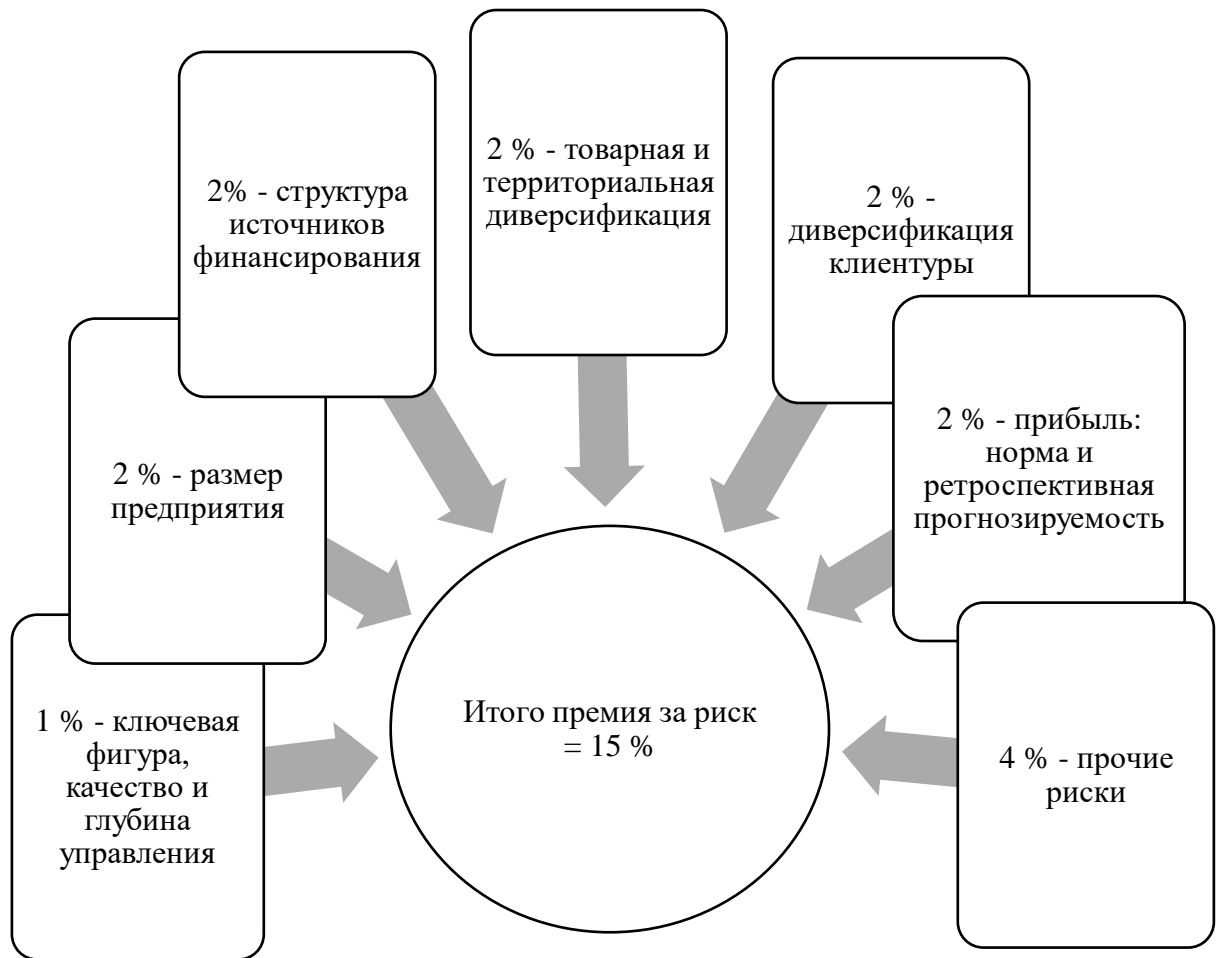 1 % - ключевая
фигура,
качество и
глубина
управления
2 % - размер
предприятия
2% - структура
источников
финансирования
2 % - товарная и
территориальная
диверсификация
2 % -
диверсификация
клиентуры
2 % - прибыль:
норма и
ретроспективная
прогнозируемость
4 % - прочие
риски
Итого премия за риск
= 15 %